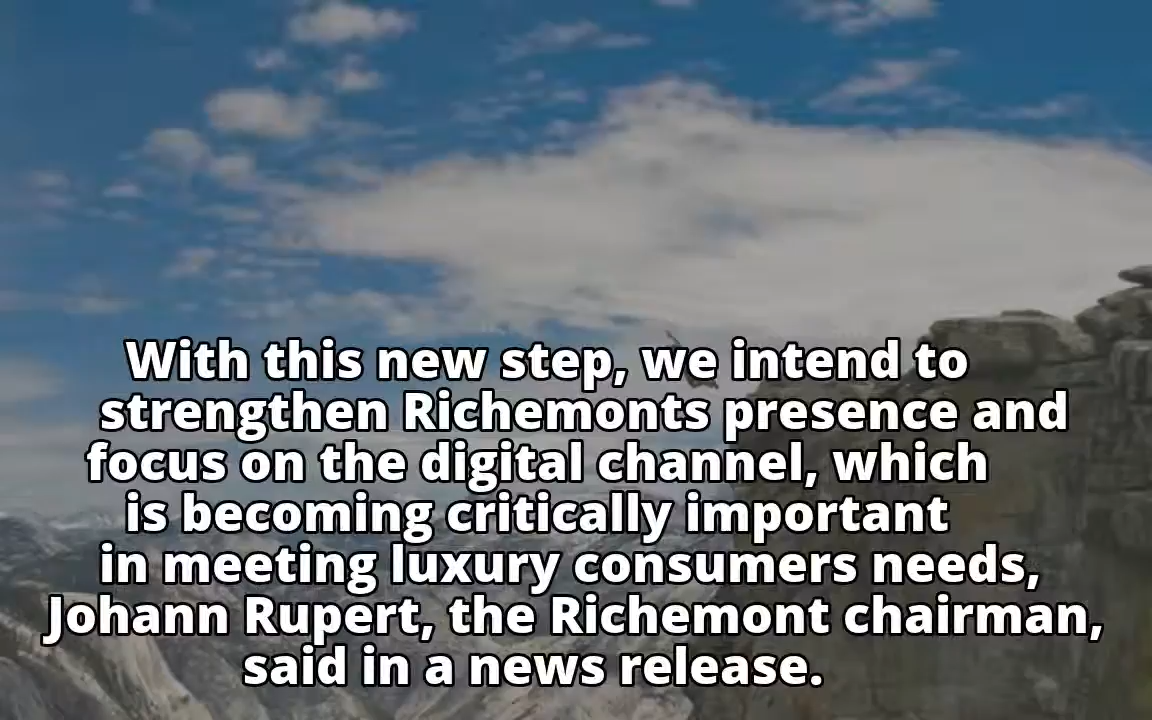 With this new step, we intend to
strengthen Richemonts presence and
focus on the digital channel, which
is becoming critically important
in meeting luxury consumers needs,
Johann Rupert, the Richemont chairman,
said in a news release.